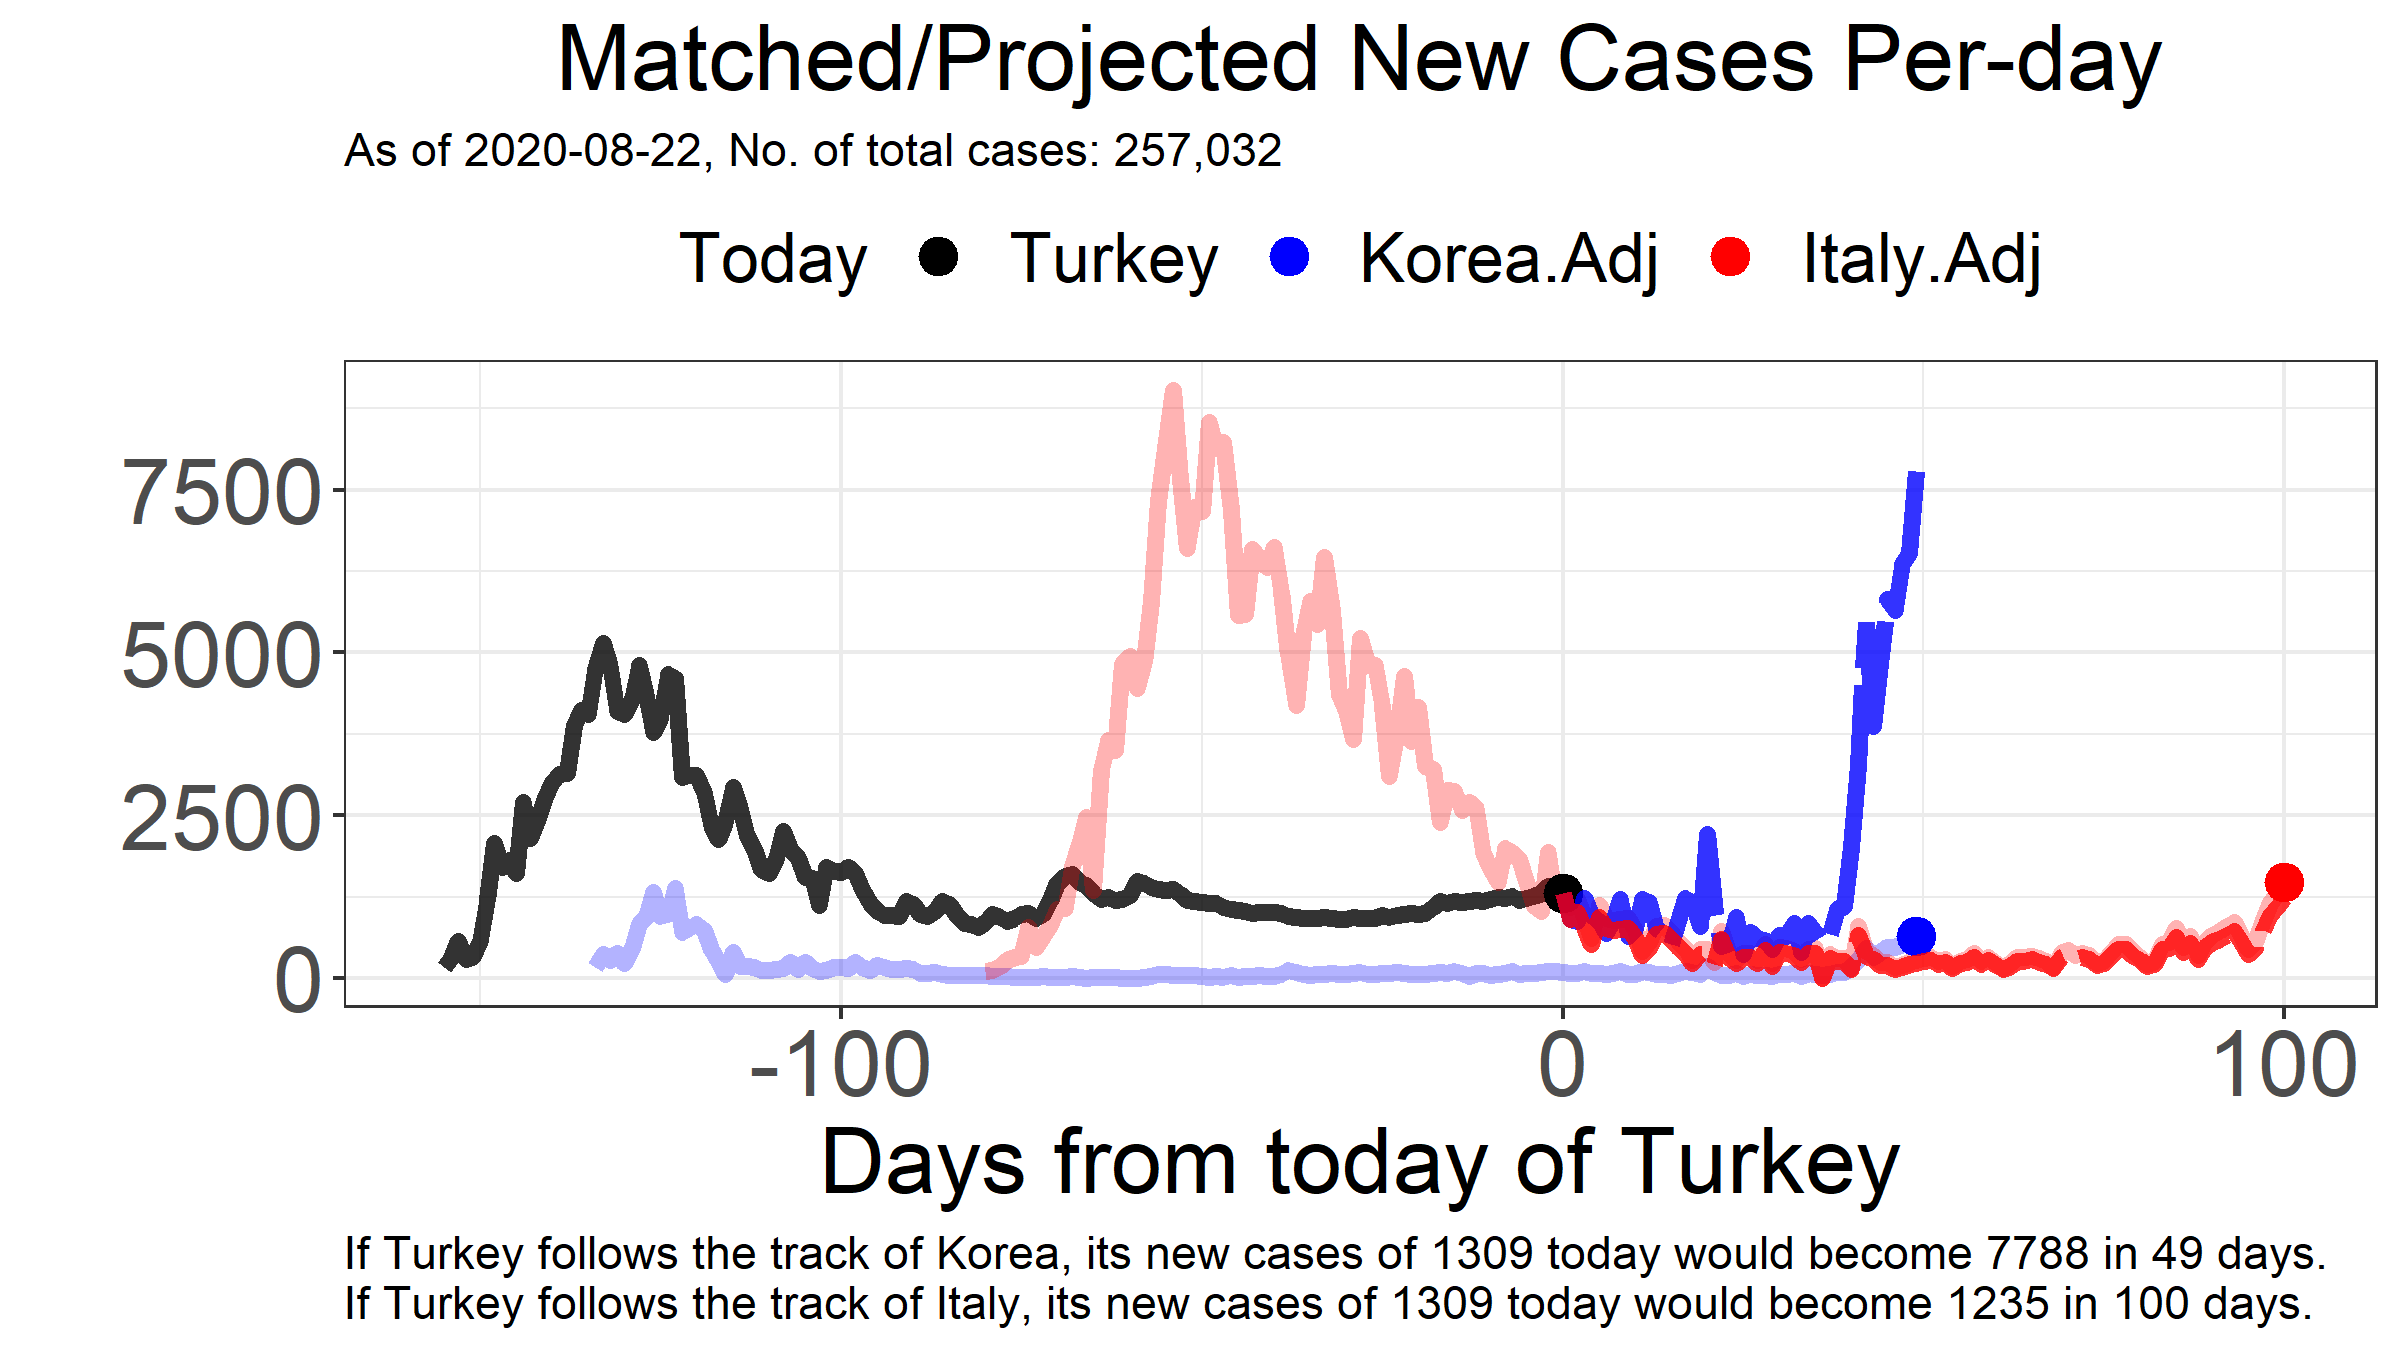 Matched/Projected New Cases Per-day
As of 2020-08-22, No. of total cases: 257,032
Today Turkey Korea.Adj Italy.Adj
7500
5000
2500
0
-100 0 100
Days from today of Turkey
If Turkey follows the track of Korea, its new cases of 1309 today would become 7788 in 49 days.
If Turkey follows the track of Italy, its new cases of 1309 today would become 1235 in 100 days.